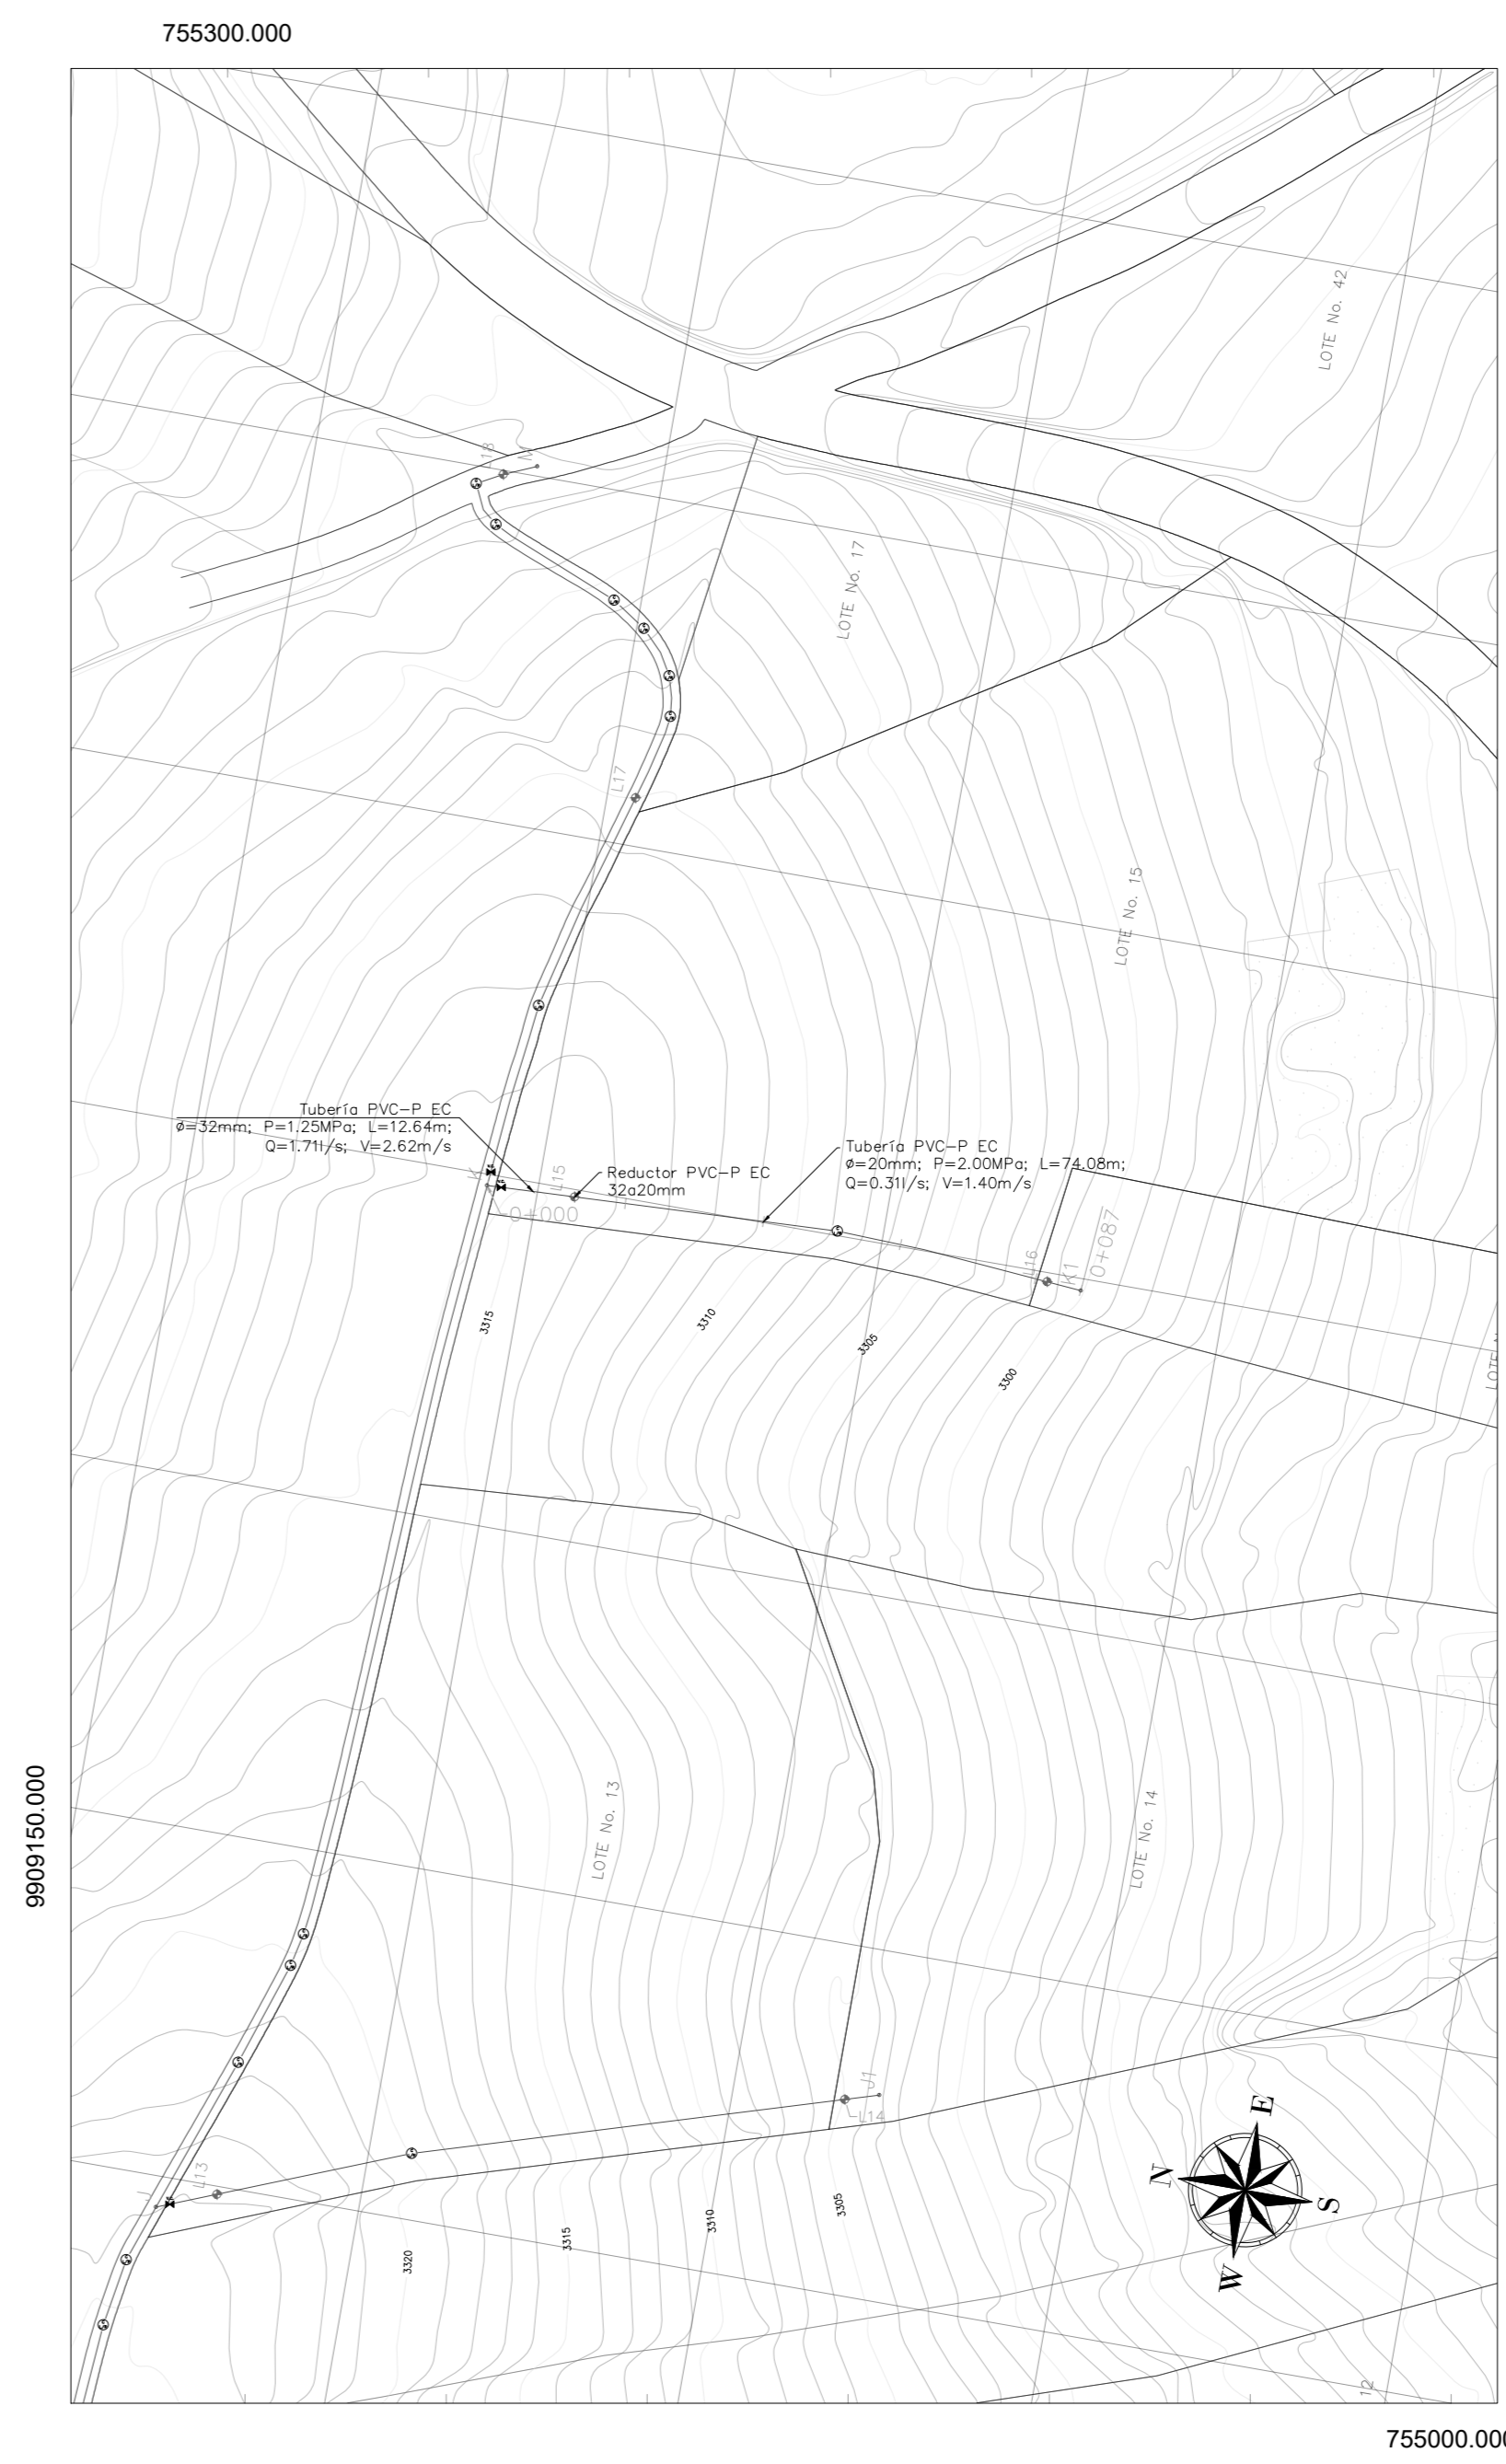 755300.000
LOTE No. 42
LOTE No. 17
L17
LOTE No. 15
Tubería PVC-P EC
ø=32mm; P=1.25MPa; L=12.64m;
Q=1.71l/s; V=2.62m/s
Tubería PVC-P EC
ø=20mm; P=2.00MPa; L=74.08m;
Q=0.31l/s; V=1.40m/s
Reductor PVC-P EC
32a20mm
K
L15
0+000
L16
K1
0+087
3315
3310
3305
3300
LOTE
9909150.000
LOTE No. 13
LOTE No. 14
J1
L14
L13
J
3320
3315
3310
3305
N
E
S
W
12
755000.00